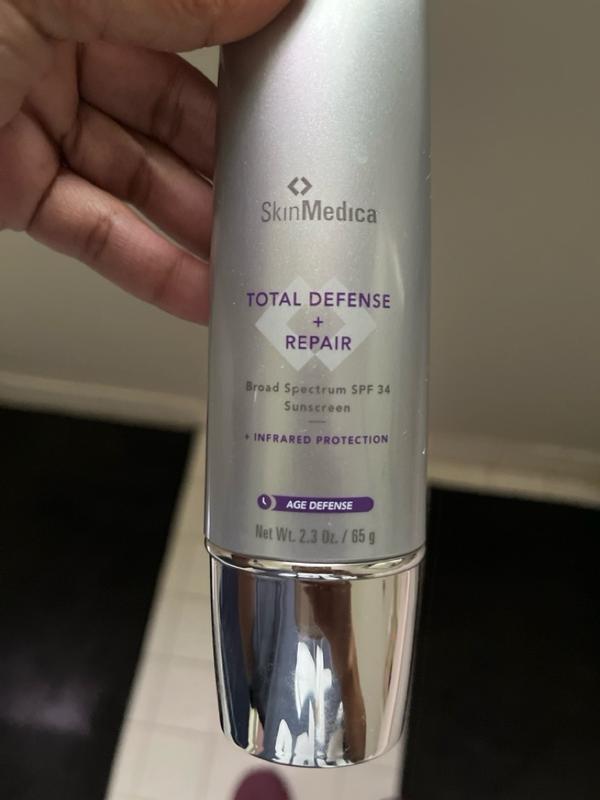 SkinMedica
TOTAL DEFENSE
+
REPAIR
Broad Spectrum SPF 34
Sunscreen
+ INFRARED PROTECTION
AGE DEFENSE
Net Wt. 2.3 Oz. / 65 g